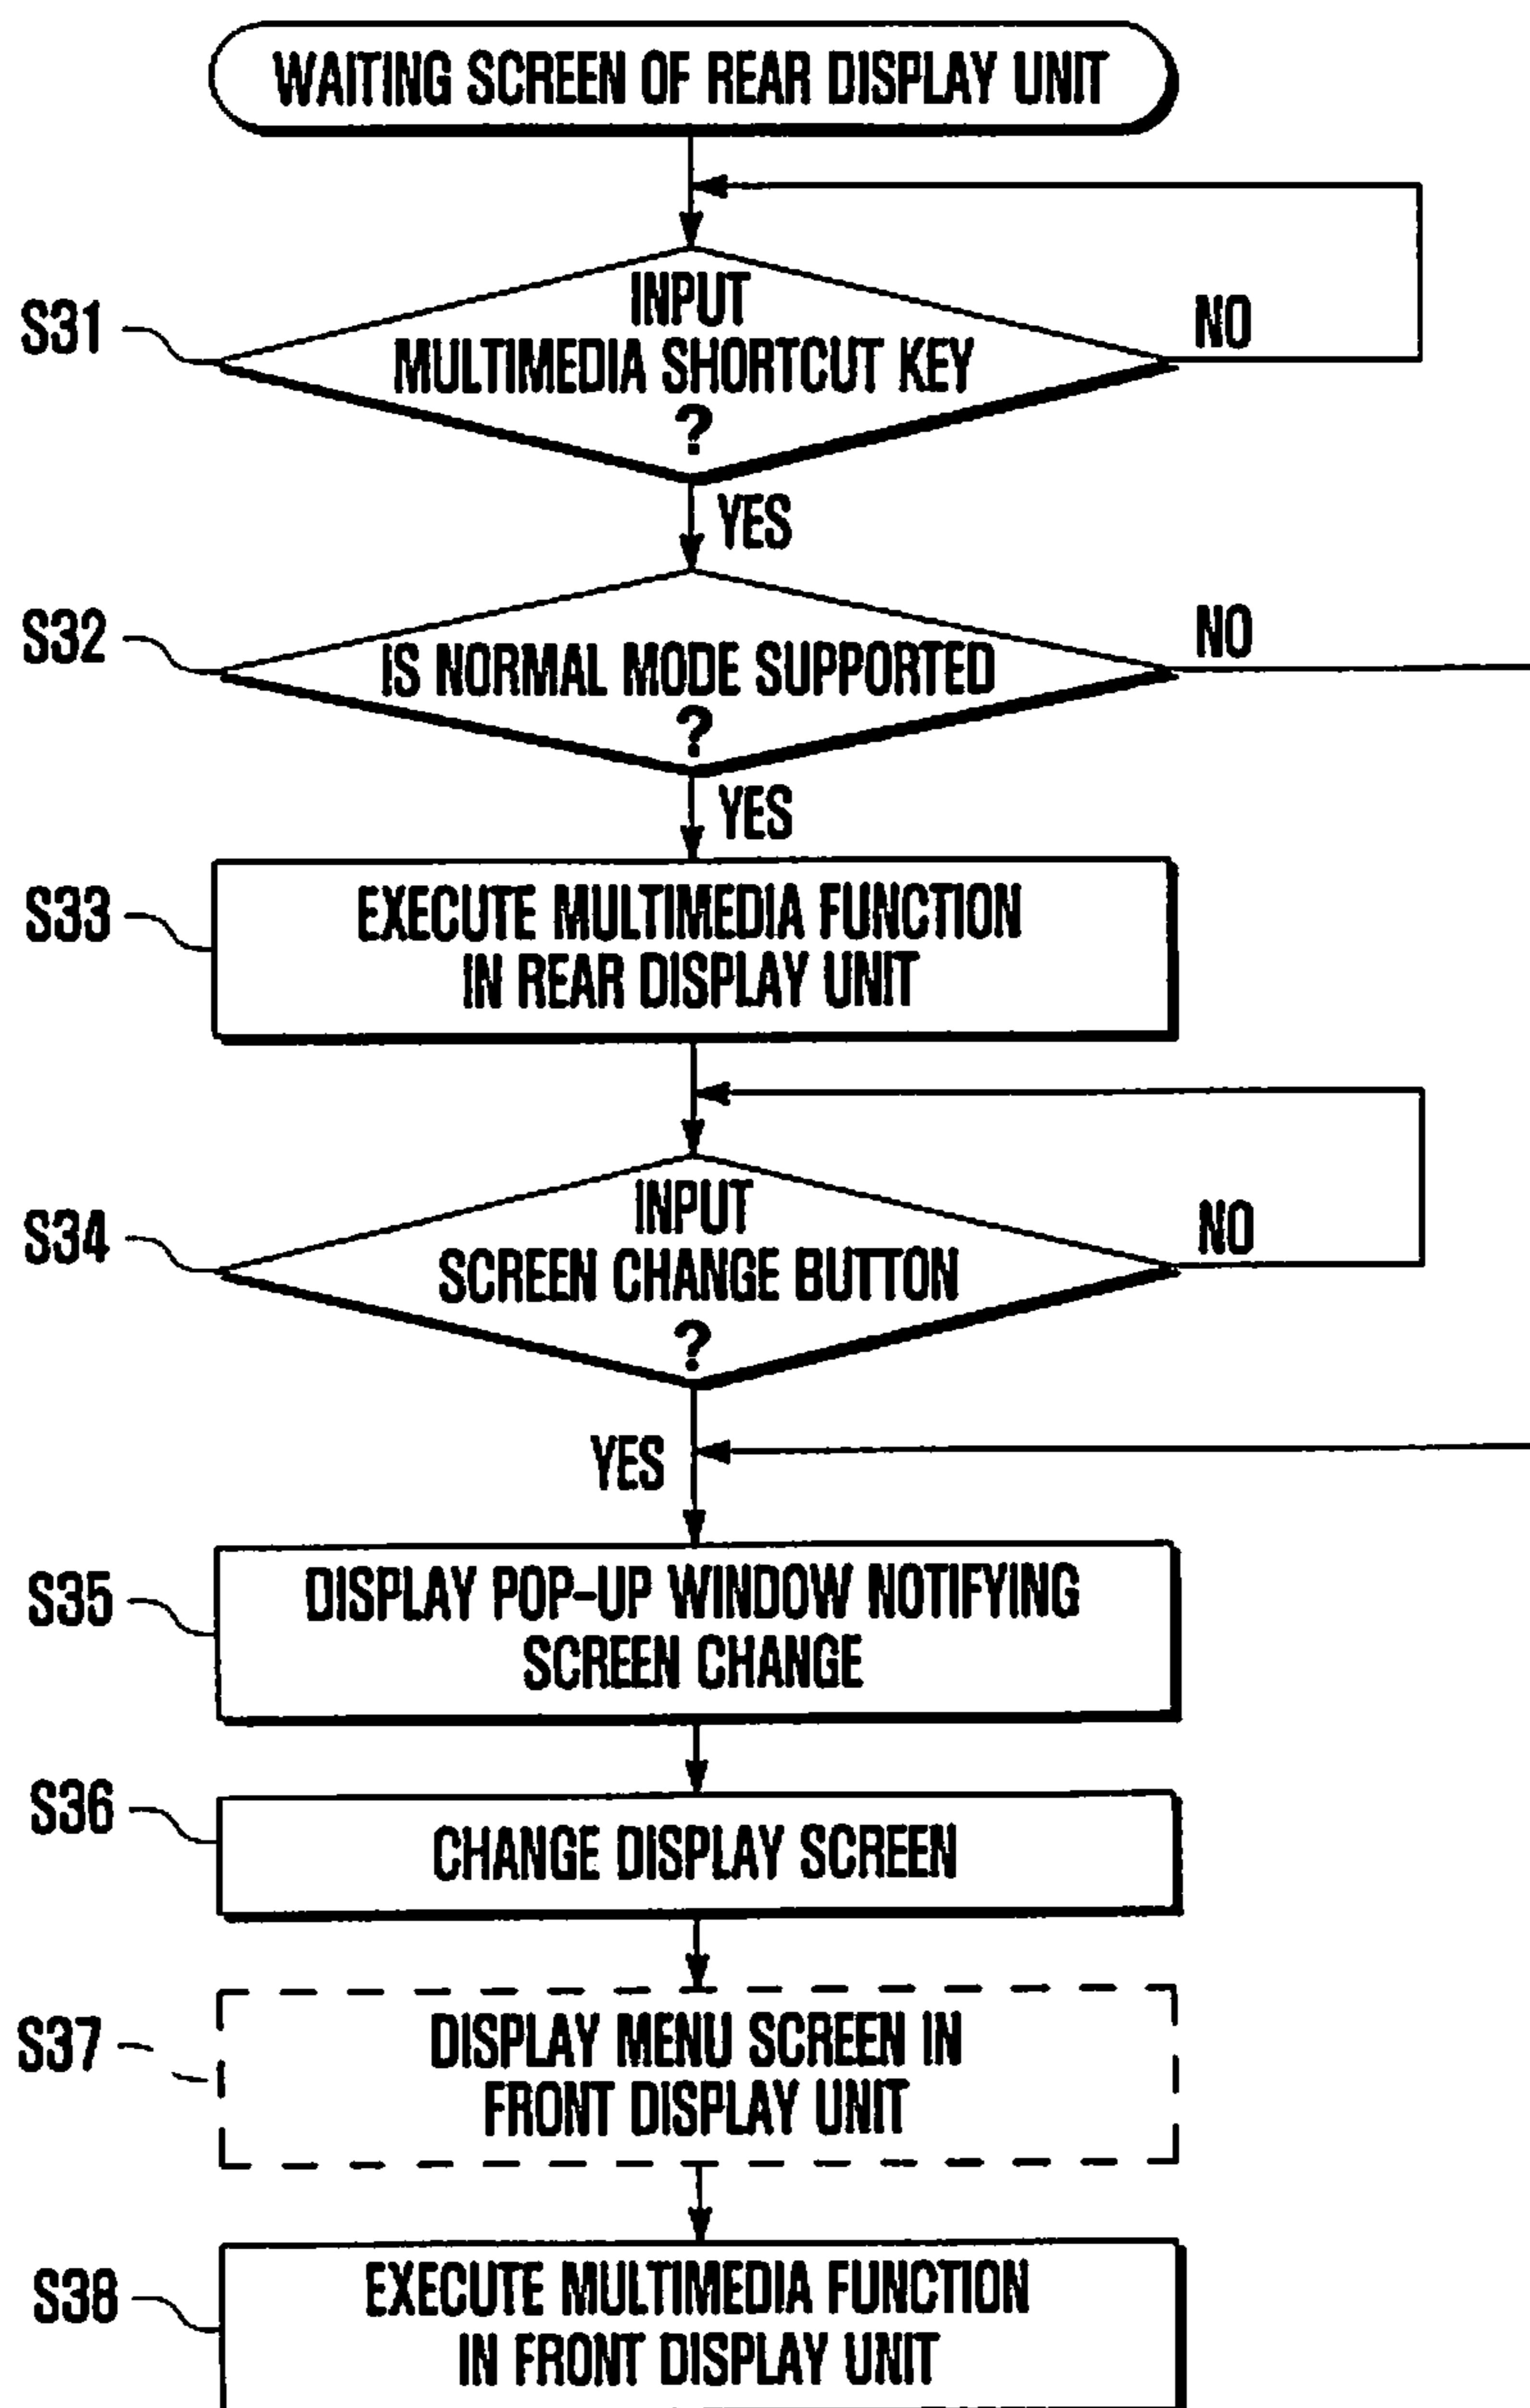 WAITING SCREEN OF REAR DISPLAY UNIT
S31
INPUT
MULTIMEDIA SHORTCUT KEY
?
NO
YES
S32
IS NORMAL MODE SUPPORTED
?
NO
YES
S33
EXECUTE MULTIMEDIA FUNCTION
IN REAR DISPLAY UNIT
S34
INPUT
SCREEN CHANGE BUTTON
?
NO
YES
S35
DISPLAY POP-UP WINDOW NOTIFYING
SCREEN CHANGE
S36
CHANGE DISPLAY SCREEN
S37
DISPLAY MENU SCREEN IN
FRONT DISPLAY UNIT
S38
EXECUTE MULTIMEDIA FUNCTION
IN FRONT DISPLAY UNIT